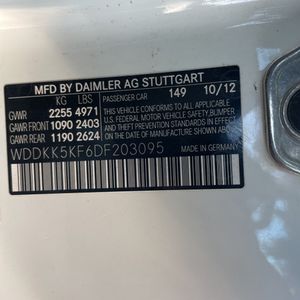 MFD BY DAIMLER AG STUTTGART
KG LBS PASSENGER CAR 149 10/12
GVWR 2255 4971
GAWR FRONT 1090 2403
GAWR REAR 1190 2624
THIS VEHICLE CONFORMS TO ALL APPLICABLE
U.S. FEDERAL MOTOR VEHICLE SAFETY, BUMPER
AND THEFT PREVENTION STANDARDS IN EFFECT ON
THE DATE OF MANUFACTURE SHOWN ABOVE.
WDDKK5KF6DF203095
MADE IN GERMANY